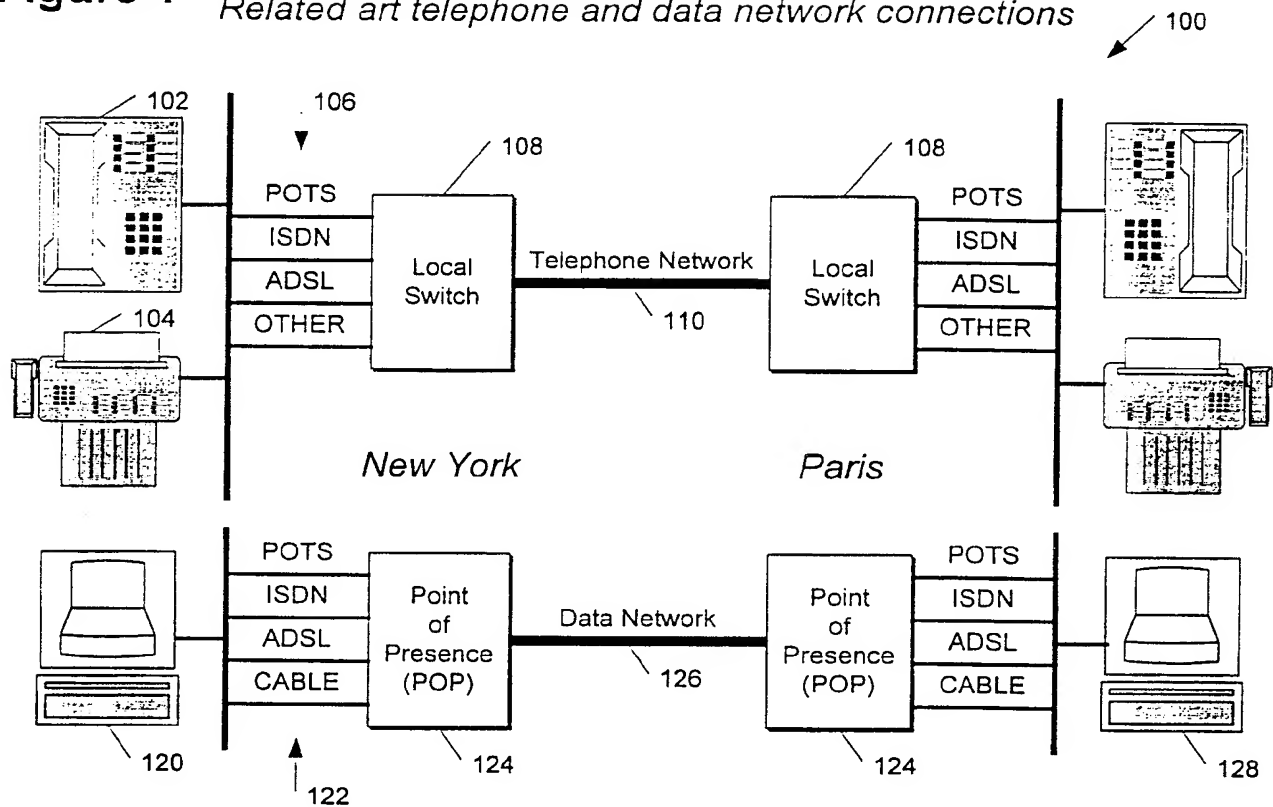 Figure 1
Related art telephone and data network connections
100
102
106
108
108
POTS
ISDN
ADSL
OTHER
Local
Switch
Telephone Network
110
Local
Switch
POTS
ISDN
ADSL
OTHER
104
New York
Paris
POTS
ISDN
ADSL
CABLE
Point
of
Presence
(POP)
Data Network
126
Point
of
Presence
(POP)
POTS
ISDN
ADSL
CABLE
120
122
124
124
128